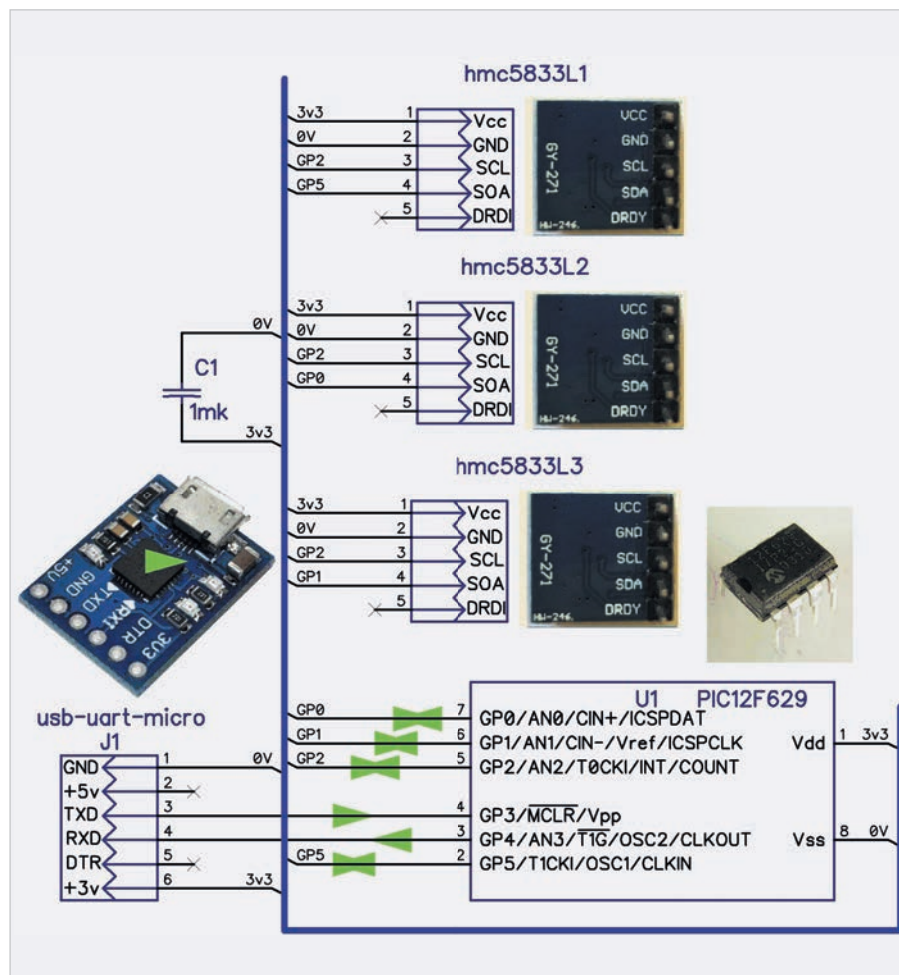 hmc5833L1
3v3 1 Vcc
0V 2 GND
GP2 3 SCL
GP5 4 SOA
5 DRDI
GY-271
HW-246.
VCC
GND
SCL
SDA
DRDY
hmc5833L2
3v3 1 Vcc
0V 2 GND
GP2 3 SCL
GP0 4 SOA
5 DRDI
GY-271
HW-246.
VCC
GND
SCL
SDA
DRDY
0V
C1
1mk
3v3
hmc5833L3
3v3 1 Vcc
0V 2 GND
GP2 3 SCL
GP1 4 SOA
5 DRDI
GY-271
HW-246.
VCC
GND
SCL
SDA
DRDY
+5V
GND
TXD
RXI
DTR
3V3
usb-uart-micro
J1
GND 1 0V
+5v 2
TXD 3
RXD 4
DTR 5
+3v 6 3v3
U1 PIC12F629
GP0 7 GP0/AN0/CIN+/ICSPDAT
GP1 6 GP1/AN1/CIN-/Vref/ICSPCLK
GP2 5 GP2/AN2/T0CKI/INT/COUNT
4 GP3/MCLR/Vpp
3 GP4/AN3/T1G/OSC2/CLKOUT
GP5 2 GP5/T1CKI/OSC1/CLKIN
Vdd 1 3v3
Vss 8 0V